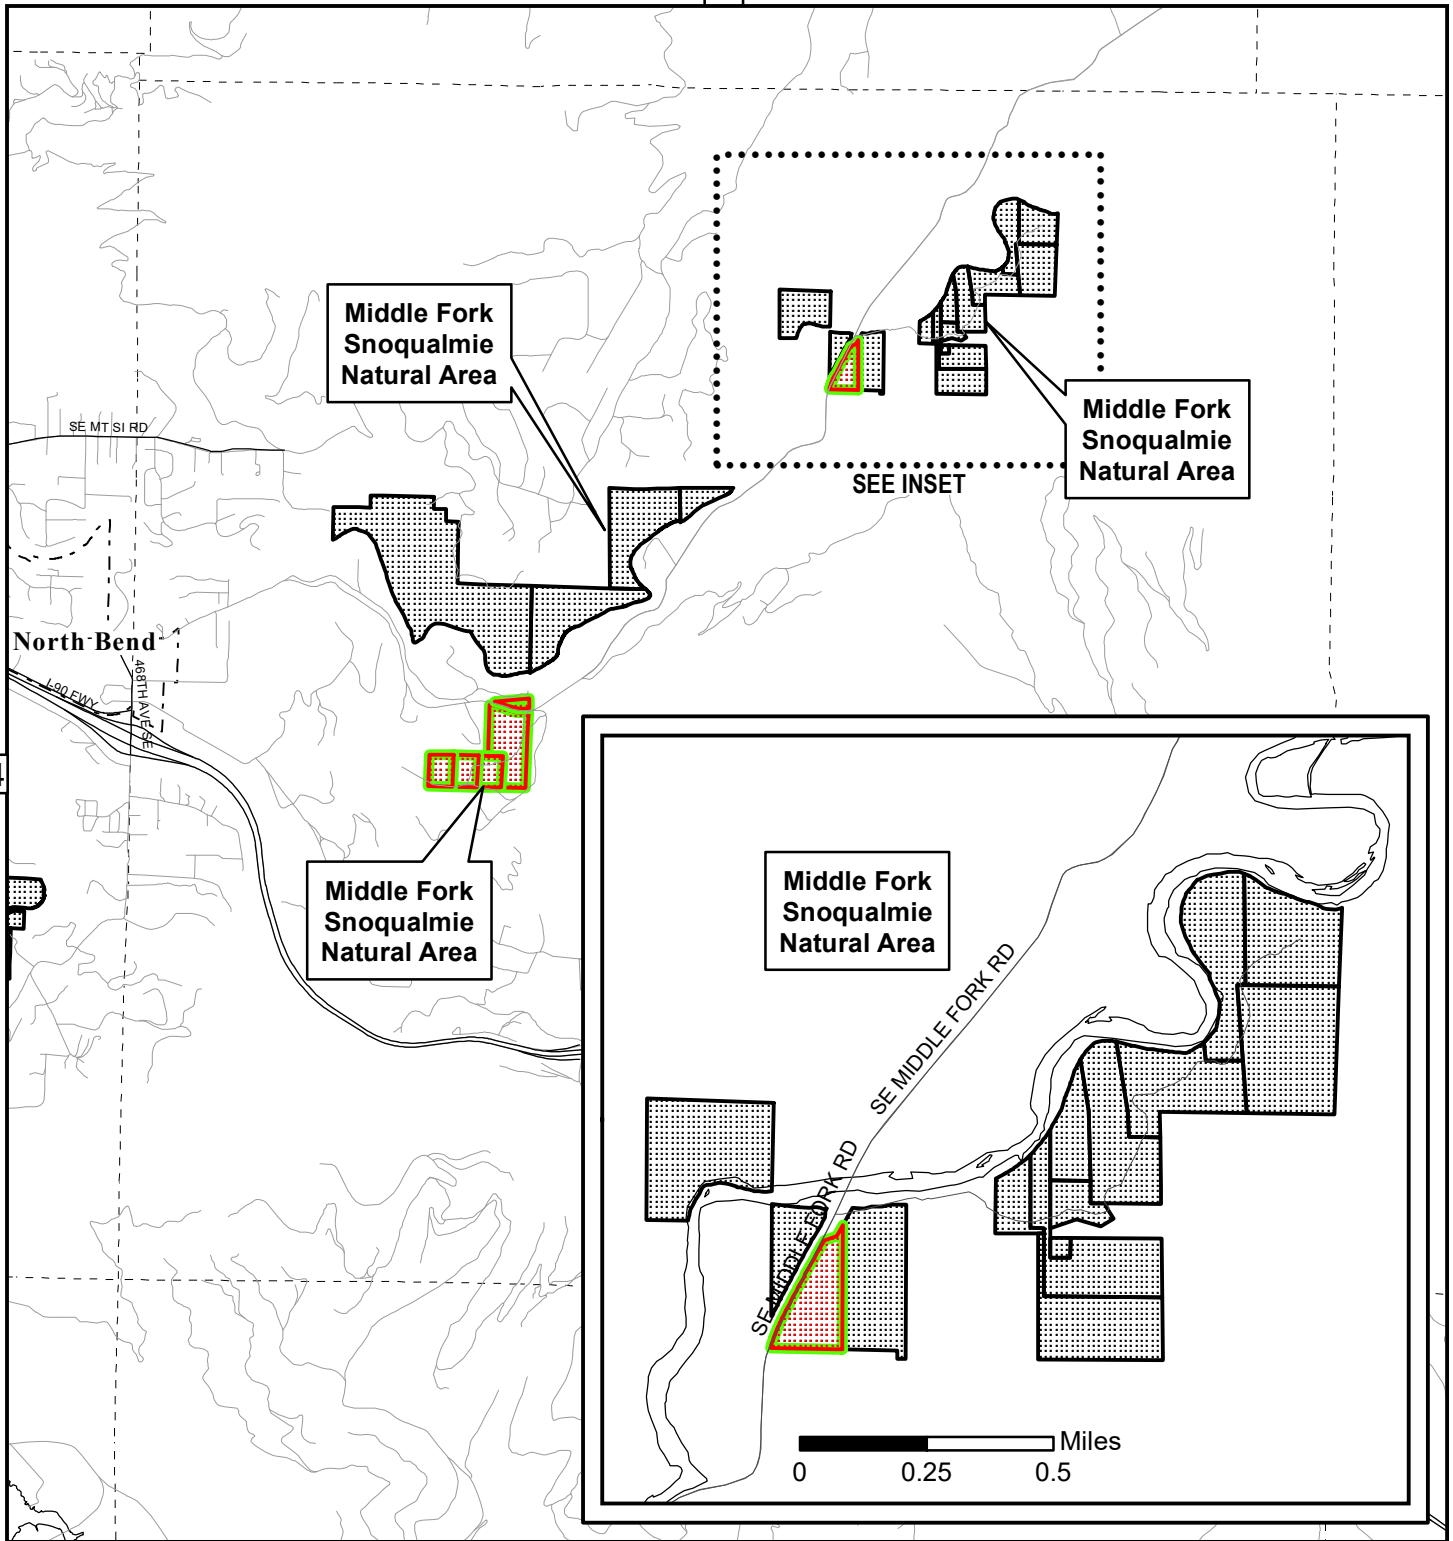 Middle Fork
Snoqualmie
Natural Area
SE MT SI RD
Middle Fork
Snoqualmie
Natural Area
SEE INSET
North Bend
I-90 FWY
468TH AVE SE
Middle Fork
Snoqualmie
Natural Area
Middle Fork
Snoqualmie
Natural Area
SE MIDDLE FORK RD
SE MIDDLE FORK RD
Miles
0 0.25 0.5